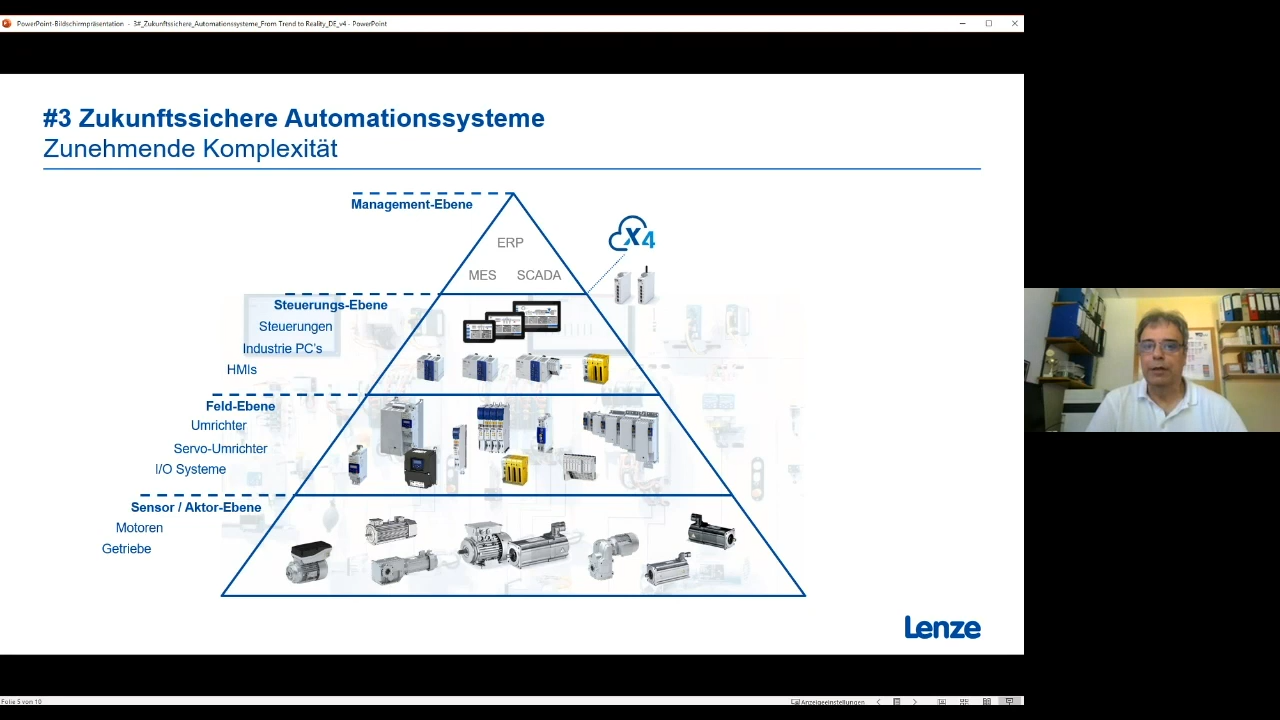 PowerPoint-Bildschirmpräsentation - 3#_Zukunftssichere_Automationssysteme_From Trend to Reality_DE_v4 - PowerPoint
#3 Zukunftssichere Automationssysteme
Zunehmende Komplexität
Management-Ebene
ERP
MES SCADA
X4
Steuerungs-Ebene
Steuerungen
Industrie PC's
HMIs
Feld-Ebene
Umrichter
Servo-Umrichter
I/O Systeme
Sensor / Aktor-Ebene
Motoren
Getriebe
Lenze
Folie 5 von 10
Anzeigeeinstellungen